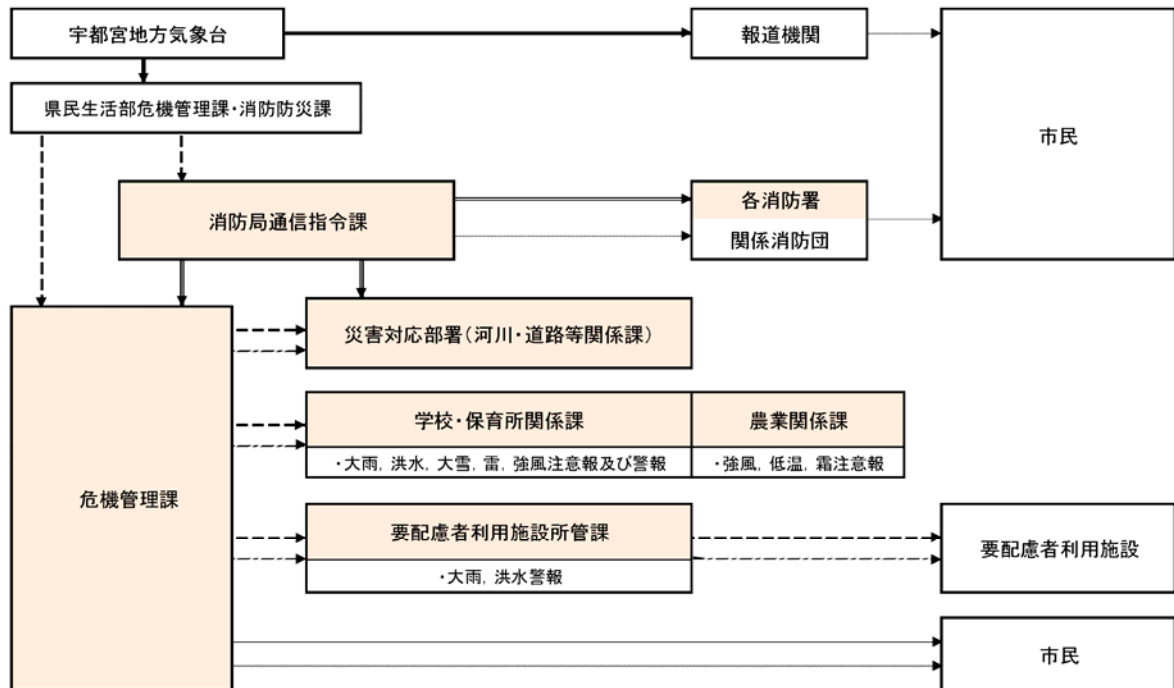 宇都宮地方気象台
報道機関
県民生活部危機管理課・消防防災課
市民
消防局通信指令課
各消防署
関係消防団
災害対応部署(河川・道路等関係課)
学校・保育所関係課
農業関係課
・大雨,洪水,大雪,雷,強風注意報及び警報
・強風,低温,霜注意報
危機管理課
要配慮者利用施設所管課
・大雨,洪水警報
要配慮者利用施設
市民